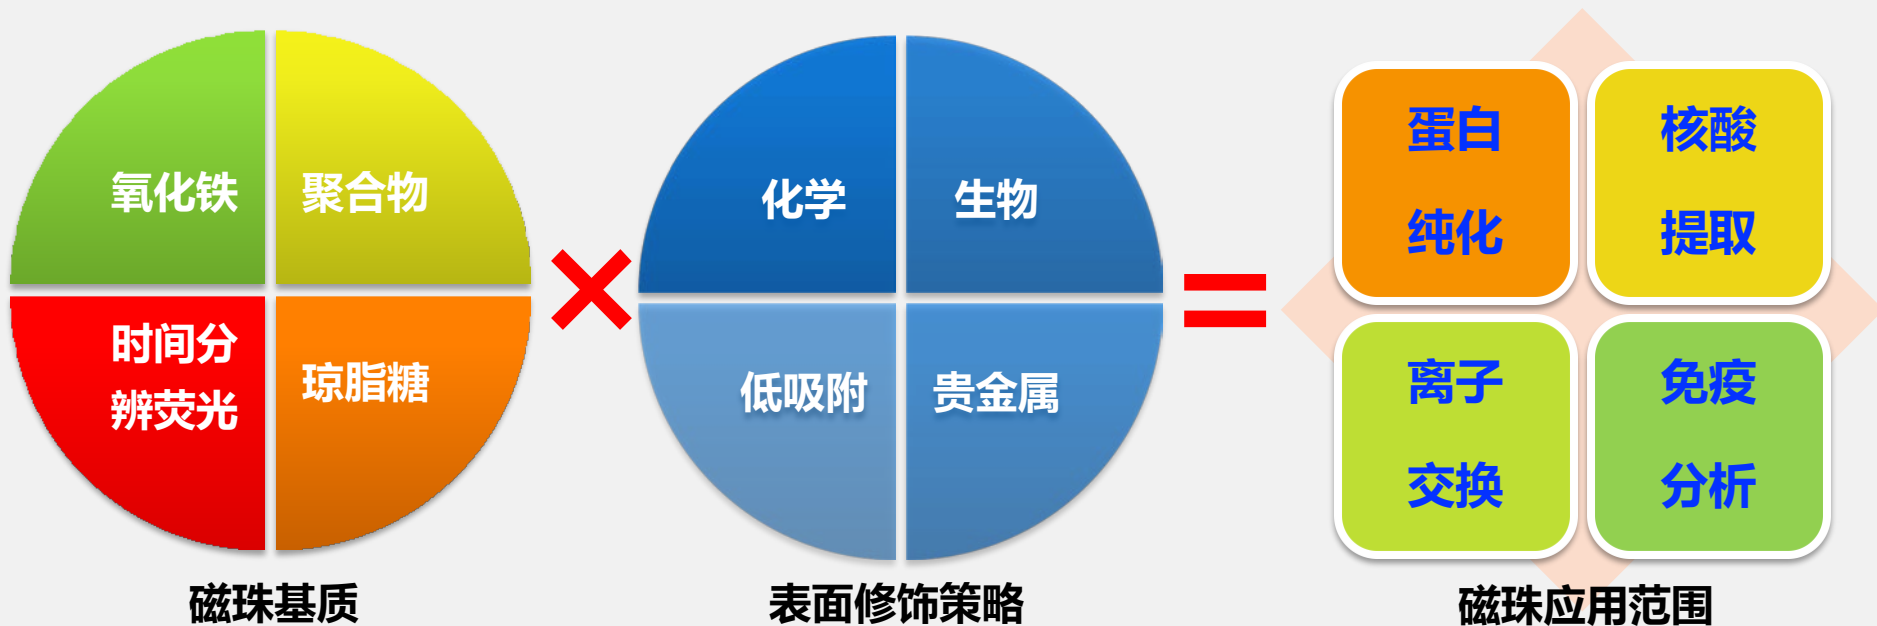 氧化铁
聚合物
时间分
辨荧光
琼脂糖
磁珠基质
×
化学
生物
低吸附
贵金属
表面修饰策略
=
蛋白
纯化
核酸
提取
离子
交换
免疫
分析
磁珠应用范围